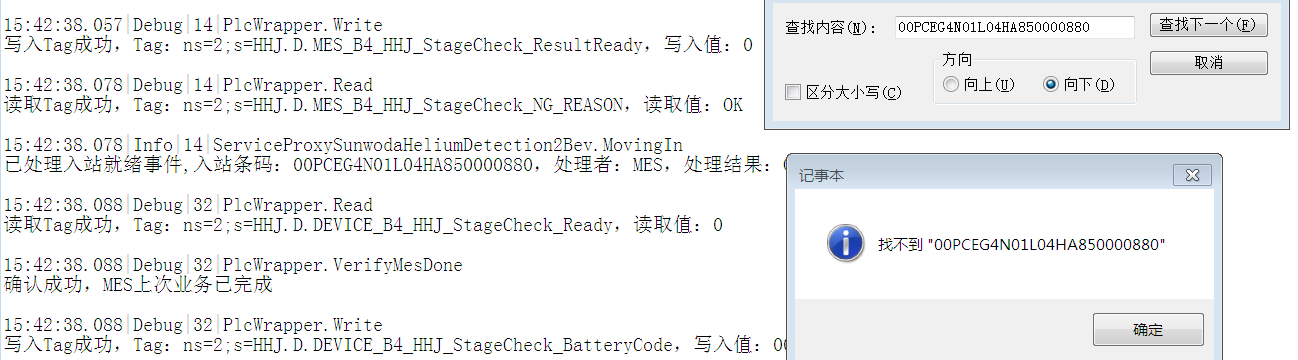 15:42:38.057|Debug|14|PlcWrapper.Write
写入Tag成功，Tag：ns=2;s=HHJ.D.MES_B4_HHJ_StageCheck_ResultReady，写入值：0
15:42:38.078|Debug|14|PlcWrapper.Read
读取Tag成功，Tag：ns=2;s=HHJ.D.MES_B4_HHJ_StageCheck_NG_REASON，读取值：OK
15:42:38.078|Info|14|ServiceProxySunwodaHeliumDetection2Bev.MovingIn
已处理入站就绪事件,入站条码：00PCEG4N01L04HA850000880，处理者：MES，处理结果：
15:42:38.088|Debug|32|PlcWrapper.Read
读取Tag成功，Tag：ns=2;s=HHJ.D.DEVICE_B4_HHJ_StageCheck_Ready，读取值：0
15:42:38.088|Debug|32|PlcWrapper.VerifyMesDone
确认成功，MES上次业务已完成
15:42:38.088|Debug|32|PlcWrapper.Write
写入Tag成功，Tag：ns=2;s=HHJ.D.DEVICE_B4_HHJ_StageCheck_BatteryCode，写入值：0
查找内容(N)： 00PCEG4N01L04HA850000880 查找下一个(F)
方向 取消
区分大小写(C) 向上(U) 向下(D)
记事本
找不到 "00PCEG4N01L04HA850000880"
确定